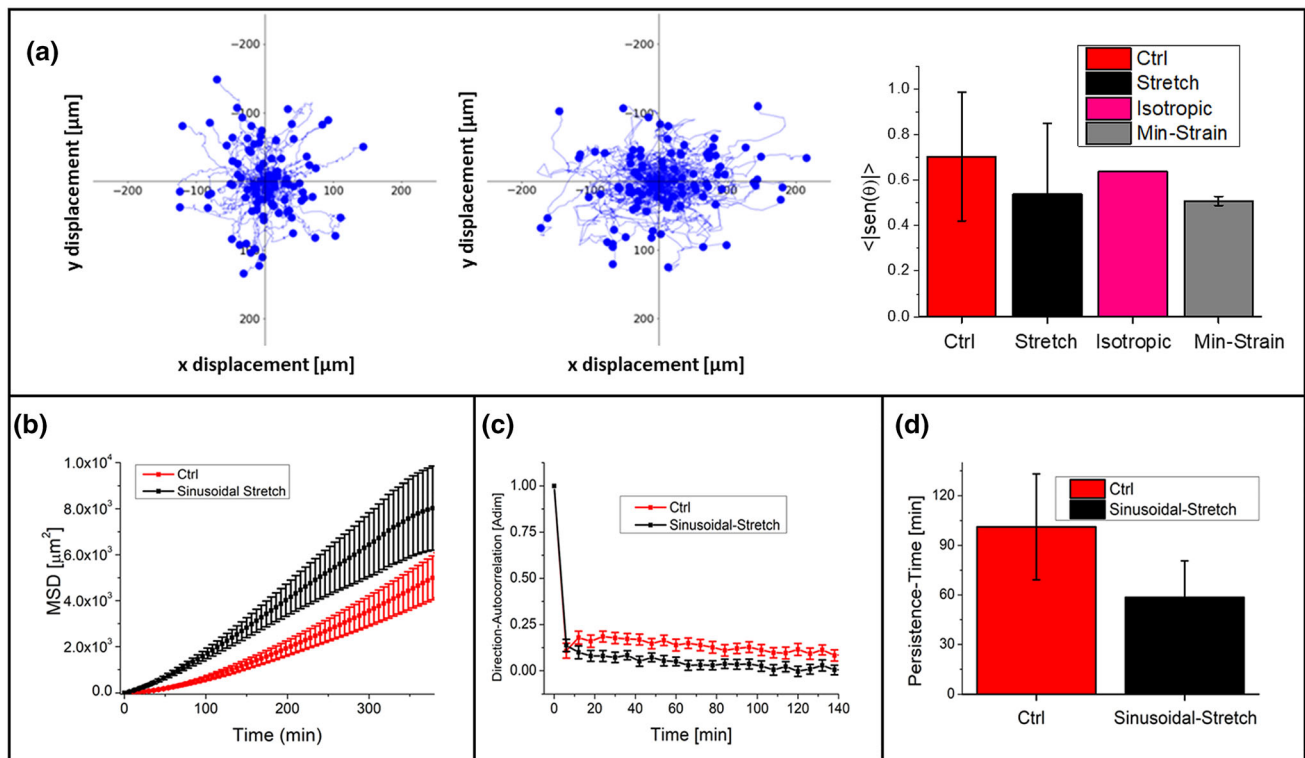 (a)
y displacement [µm]
-200
-100
-200
-100
100
200
100
200
x displacement [µm]
y displacement [µm]
-200
-100
-200
-100
100
200
100
200
x displacement [µm]
<|sen(θ)|>
1.0
0.8
0.6
0.4
0.2
0.0
Ctrl
Stretch
Isotropic
Min-Strain
Ctrl
Stretch
Isotropic
Min-Strain
(b)
MSD [µm²]
1.0x10⁴
8.0x10³
6.0x10³
4.0x10³
2.0x10³
0.0
Ctrl
Sinusoidal Stretch
0
100
200
300
Time (min)
(c)
Direction-Autocorrelation [Adim]
1.00
0.75
0.50
0.25
0.00
Ctrl
Sinusoidal-Stretch
0
20
40
60
80
100
120
140
Time [min]
(d)
Persistence-Time [min]
120
90
60
30
0
Ctrl
Sinusoidal-Stretch
Ctrl
Sinusoidal-Stretch